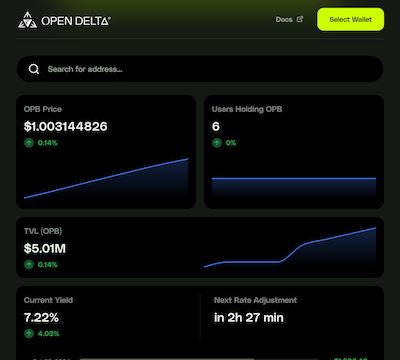 OPEN DELTA
Docs
Select Wallet
Search for address...
OPB Price
$1.003144826
0.14%
Users Holding OPB
6
0%
TVL (OPB)
$5.01M
0.14%
Current Yield
7.22%
4.03%
Next Rate Adjustment
in 2h 27 min